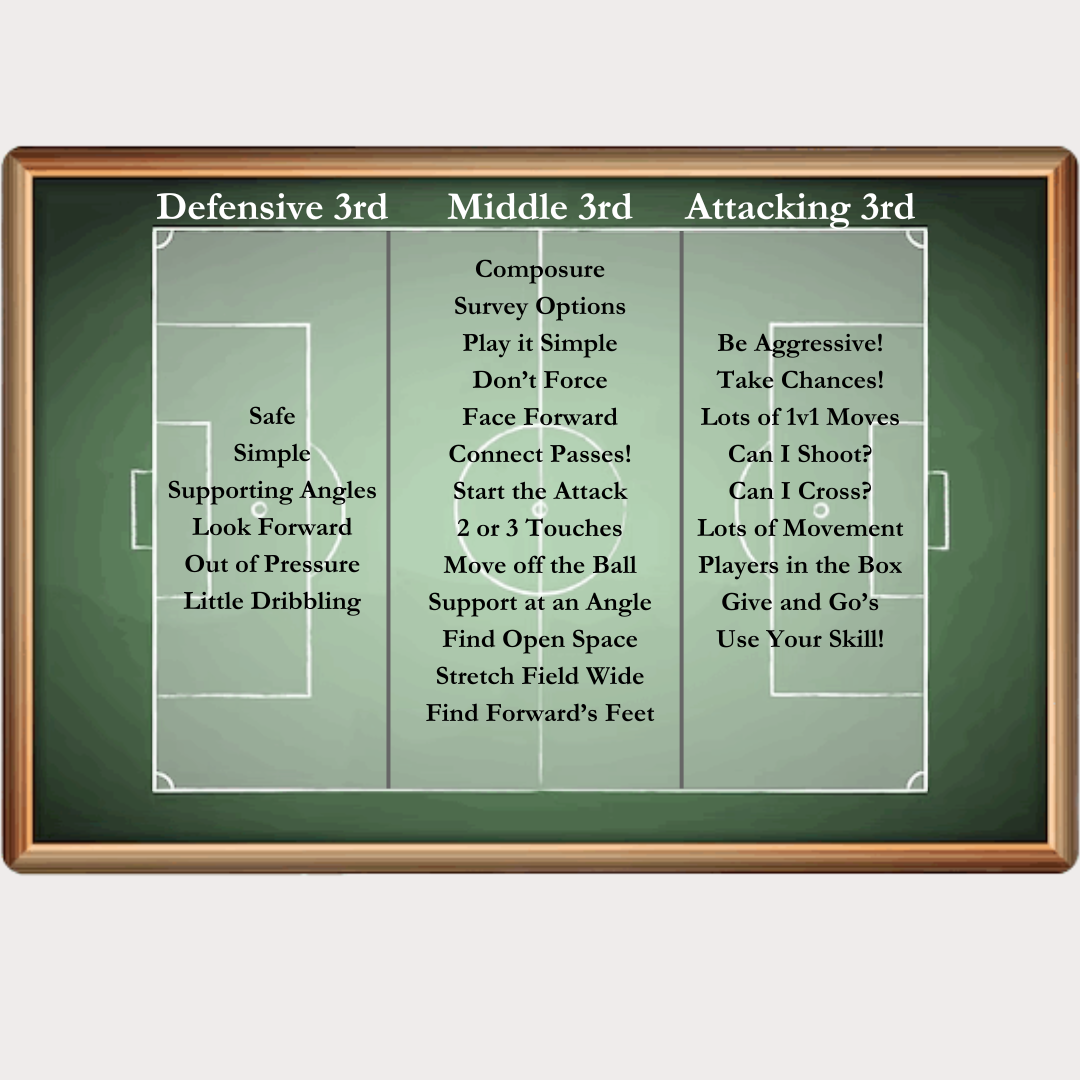 Defensive 3rd
Safe
Simple
Supporting Angles
Look Forward
Out of Pressure
Little Dribbling
Middle 3rd
Composure
Survey Options
Play it Simple
Don’t Force
Face Forward
Connect Passes!
Start the Attack
2 or 3 Touches
Move off the Ball
Support at an Angle
Find Open Space
Stretch Field Wide
Find Forward’s Feet
Attacking 3rd
Be Aggressive!
Take Chances!
Lots of 1v1 Moves
Can I Shoot?
Can I Cross?
Lots of Movement
Players in the Box
Give and Go’s
Use Your Skill!